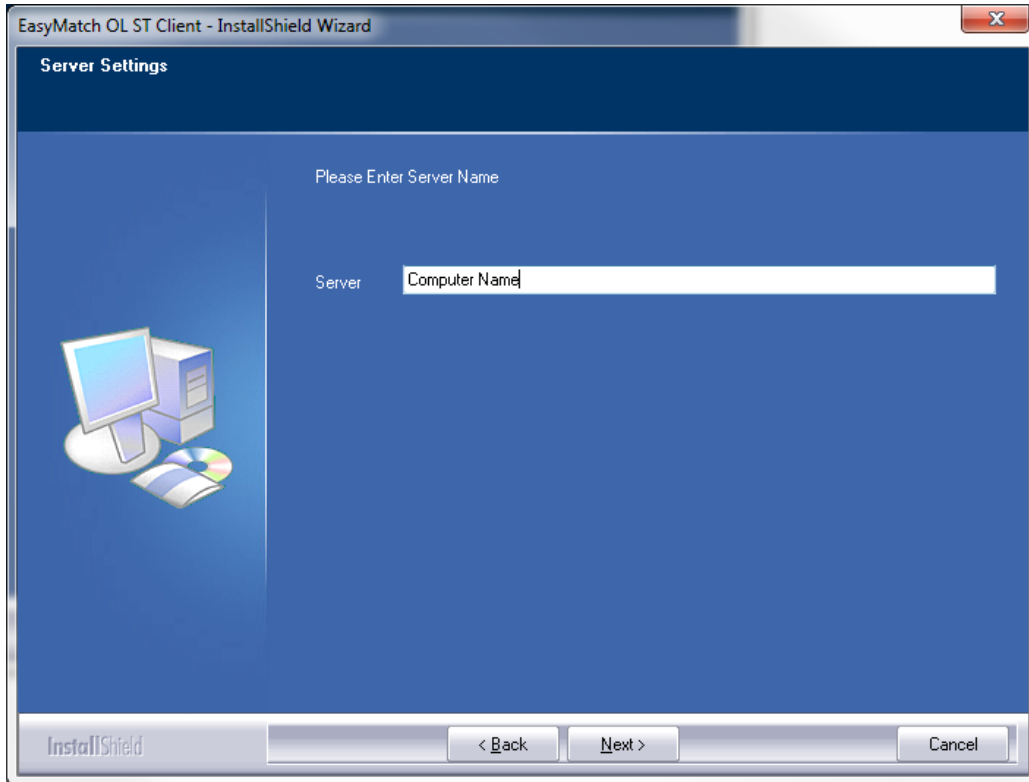 EasyMatch OL ST Client - InstallShield Wizard
Server Settings
Please Enter Server Name
Server Computer Name
InstallShield
< Back Next > Cancel